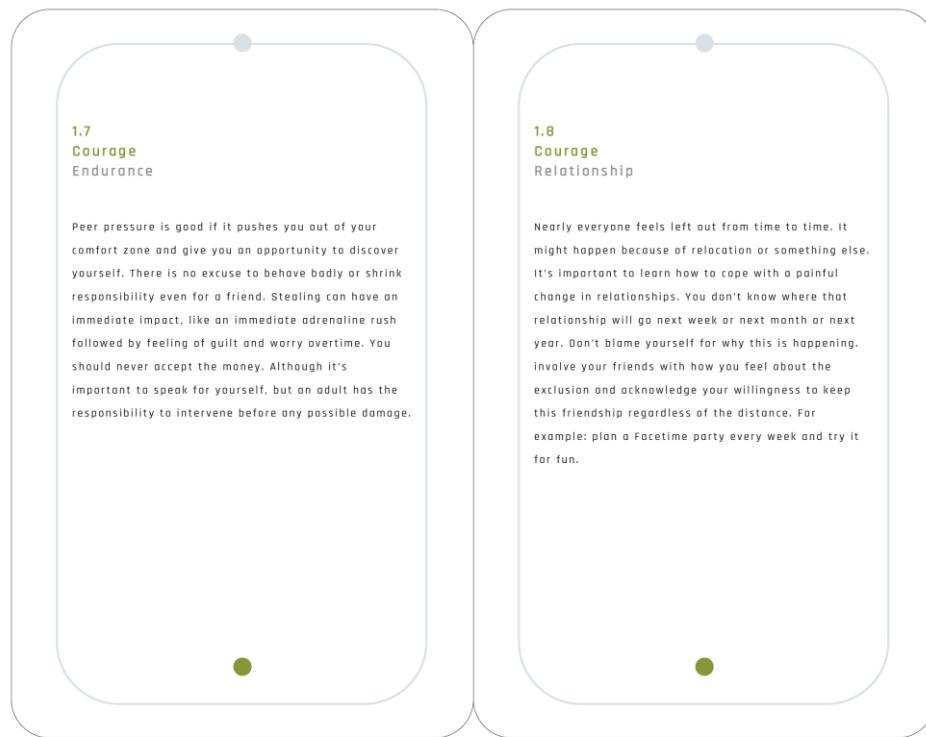 1.7
Courage
Endurance
Peer pressure is good if it pushes you out of your
comfort zone and give you an opportunity to discover
yourself. There is no excuse to behave badly or shrink
responsibility even for a friend. Stealing can have an
immediate impact, like an immediate adrenaline rush
followed by feeling of guilt and worry overtime. You
should never accept the money. Although it's
important to speak for yourself, but an adult has the
responsibility to intervene before any possible damage.
1.8
Courage
Relationship
Nearly everyone feels left out from time to time. It
might happen because of relocation or something else.
It's important to learn how to cope with a painful
change in relationships. You don't know where that
relationship will go next week or next month or next
year. Don't blame yourself for why this is happening.
involve your friends with how you feel about the
exclusion and acknowledge your willingness to keep
this friendship regardless of the distance. For
example: plan a Facetime party every week and try it
for fun.